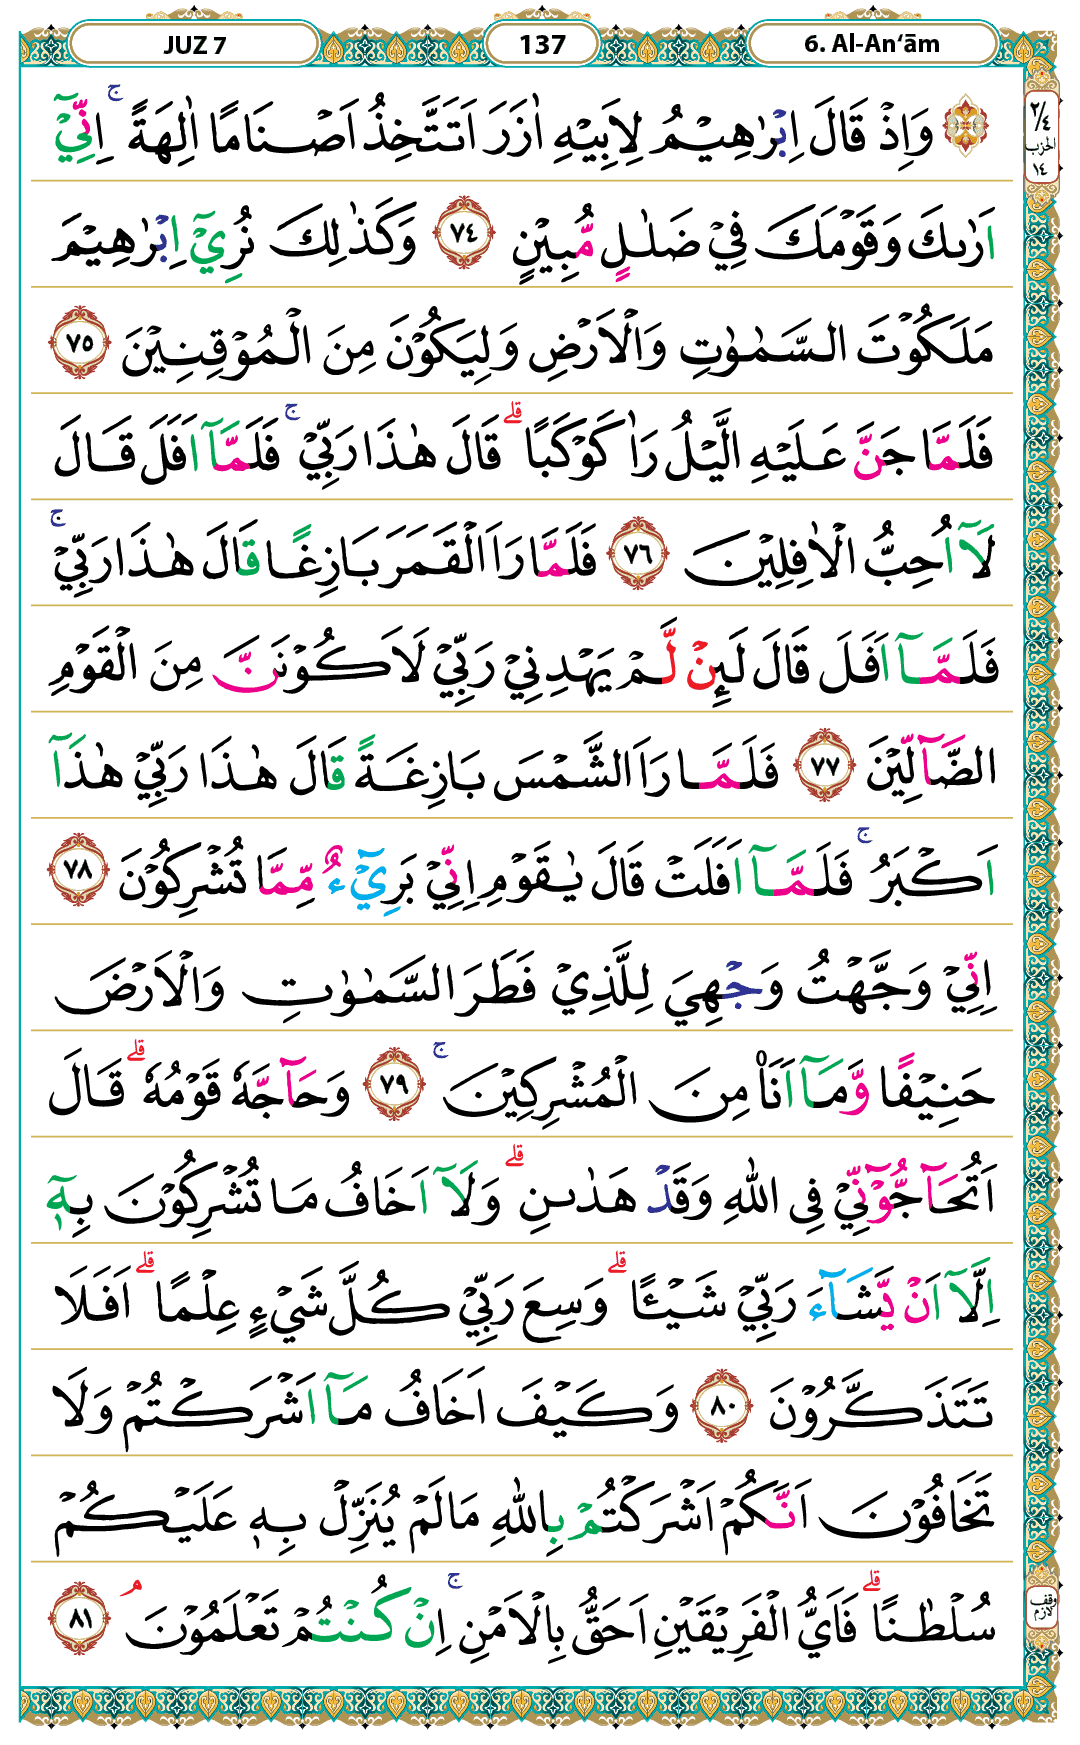 JUZ 7
137
6. Al-An‘ām
٢/٤
الحزب
١٤
وَاِذْ قَالَ اِبْرٰهِيْمُ لِاَبِيْهِ اٰزَرَ اَتَتَّخِذُ اَصْنَامًا اٰلِهَةً ۚ اِنِّيْٓ
اَرٰىكَ وَقَوْمَكَ فِيْ ضَلٰلٍ مُّبِيْنٍ ٧٤ وَكَذٰلِكَ نُرِيْٓ اِبْرٰهِيْمَ
مَلَكُوْتَ السَّمٰوٰتِ وَالْاَرْضِ وَلِيَكُوْنَ مِنَ الْمُوْقِنِيْنَ ٧٥
فَلَمَّا جَنَّ عَلَيْهِ الَّيْلُ رَاٰ كَوْكَبًا ۗ قَالَ هٰذَا رَبِّيْ ۚ فَلَمَّآ اَفَلَ قَالَ
لَآ اُحِبُّ الْاٰفِلِيْنَ ٧٦ فَلَمَّا رَاَ الْقَمَرَ بَازِغًا قَالَ هٰذَا رَبِّيْ ۚ
فَلَمَّآ اَفَلَ قَالَ لَىِٕنْ لَّمْ يَهْدِنِيْ رَبِّيْ لَاَكُوْنَنَّ مِنَ الْقَوْمِ
الضَّآلِّيْنَ ٧٧ فَلَمَّا رَاَ الشَّمْسَ بَازِغَةً قَالَ هٰذَا رَبِّيْ هٰذَآ
اَكْبَرُ ۚ فَلَمَّآ اَفَلَتْ قَالَ يٰقَوْمِ اِنِّيْ بَرِيْۤءٌ مِّمَّا تُشْرِكُوْنَ ٧٨
اِنِّيْ وَجَّهْتُ وَجْهِيَ لِلَّذِيْ فَطَرَ السَّمٰوٰتِ وَالْاَرْضَ
حَنِيْفًا وَّمَآ اَنَا۠ مِنَ الْمُشْرِكِيْنَ ۚ ٧٩ وَحَاۤجَّهٗ قَوْمُهٗ ۗ قَالَ
اَتُحَاۤجُّوْۤنِّيْ فِى اللّٰهِ وَقَدْ هَدٰىنِ ۗ وَلَآ اَخَافُ مَا تُشْرِكُوْنَ بِهٖٓ
اِلَّآ اَنْ يَّشَاۤءَ رَبِّيْ شَيْـًٔا ۗ وَسِعَ رَبِّيْ كُلَّ شَيْءٍ عِلْمًا ۗ اَفَلَا
تَتَذَكَّرُوْنَ ٨٠ وَكَيْفَ اَخَافُ مَآ اَشْرَكْتُمْ وَلَا
تَخَافُوْنَ اَنَّكُمْ اَشْرَكْتُمْ بِاللّٰهِ مَا لَمْ يُنَزِّلْ بِهٖ عَلَيْكُمْ
سُلْطٰنًا ۗ فَاَيُّ الْفَرِيْقَيْنِ اَحَقُّ بِالْاَمْنِ ۚ اِنْ كُنْتُمْ تَعْلَمُوْنَ ۘ ٨١
وقف
لازم